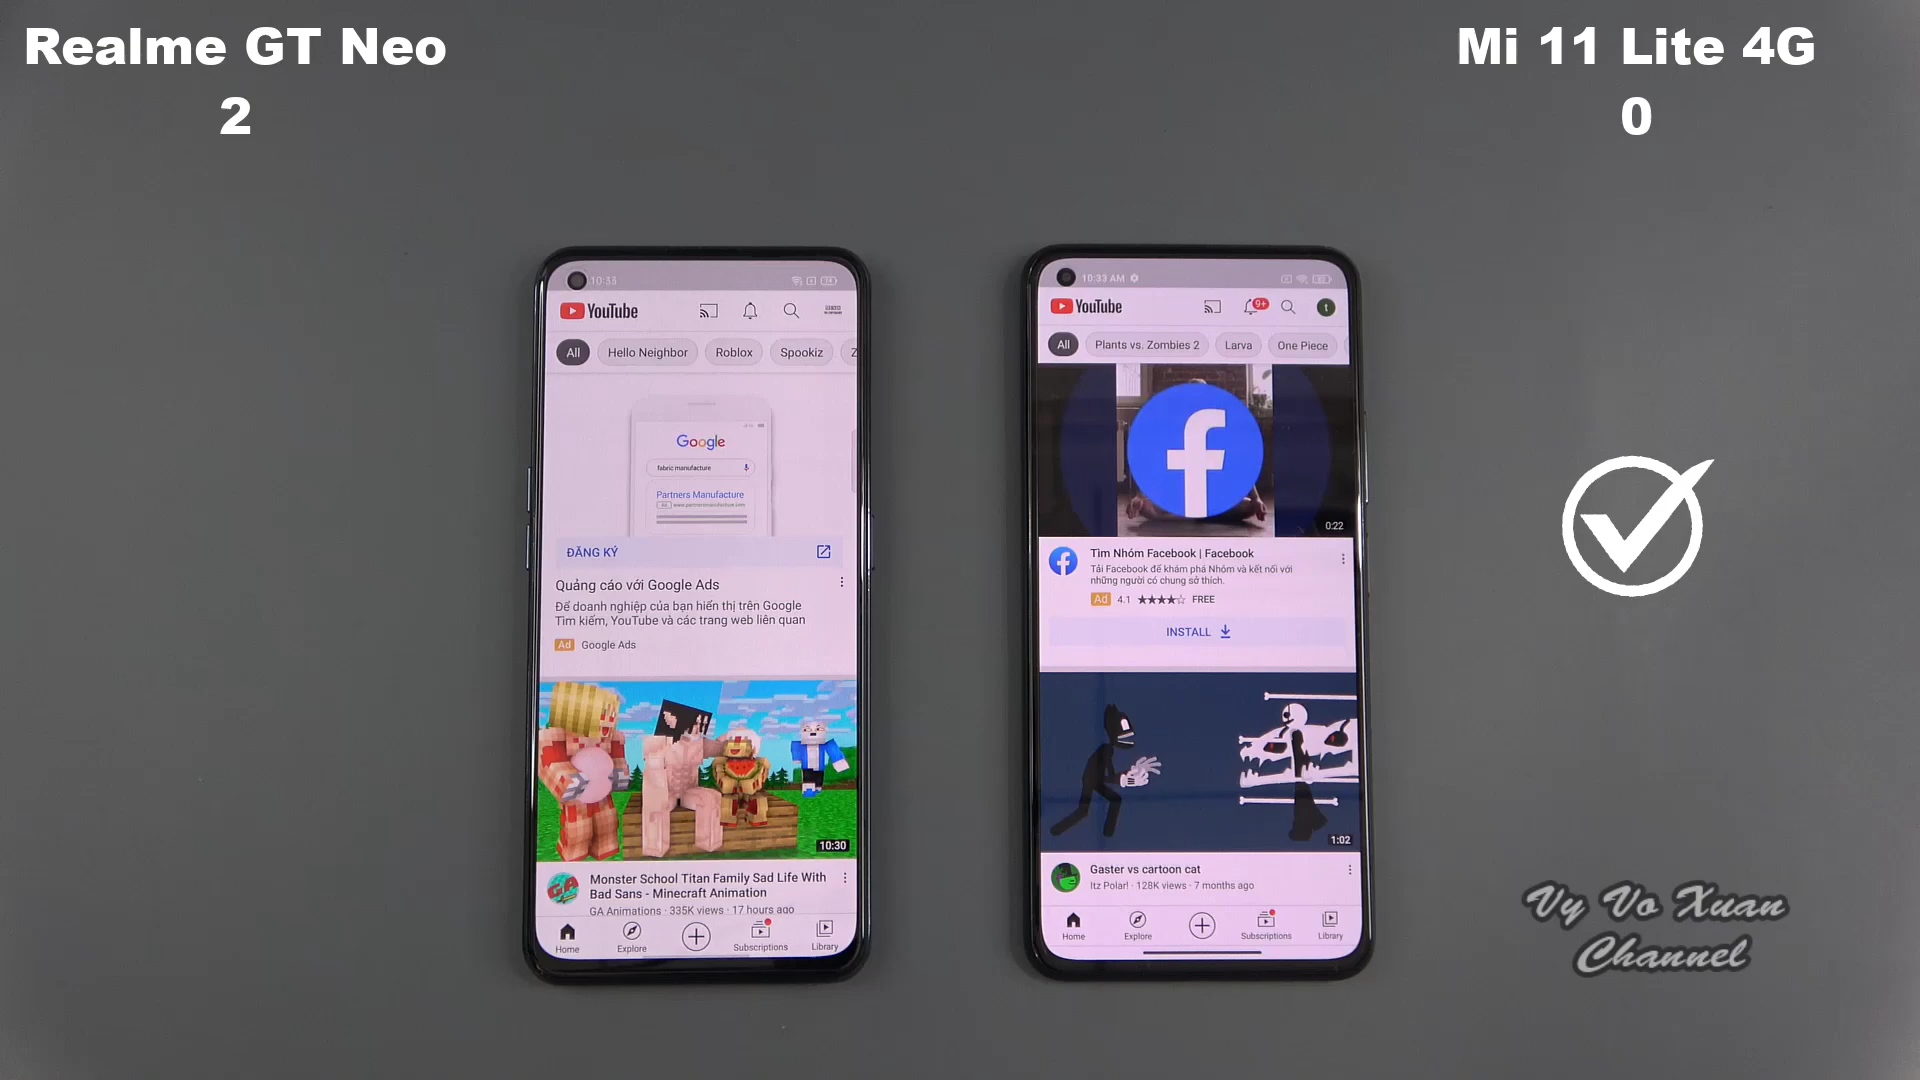 Realme GT Neo
2
Mi 11 Lite 4G
0
10:33
YouTube
All
Hello Neighbor
Roblox
Spookiz
Z
Google
fabric manufacture
Partners Manufacture
Ad www.partnersmanufacture.com
ĐĂNG KÝ
Quảng cáo với Google Ads
Để doanh nghiệp của bạn hiển thị trên Google
Tìm kiếm, YouTube và các trang web liên quan
Ad Google Ads
10:30
GA
Monster School Titan Family Sad Life With
Bad Sans - Minecraft Animation
GA Animations · 335K views · 17 hours ago
Home
Explore
Subscriptions
Library
10:33 AM
YouTube
9+
t
All
Plants vs. Zombies 2
Larva
One Piece
f
0:22
Tìm Nhóm Facebook | Facebook
Tải Facebook để khám phá Nhóm và kết nối với
những người có chung sở thích.
Ad 4.1 ★★★★☆ FREE
INSTALL
1:02
Gaster vs cartoon cat
Itz Polar! · 128K views · 7 months ago
Home
Explore
Subscriptions
Library
Vy Vo Xuan
Channel